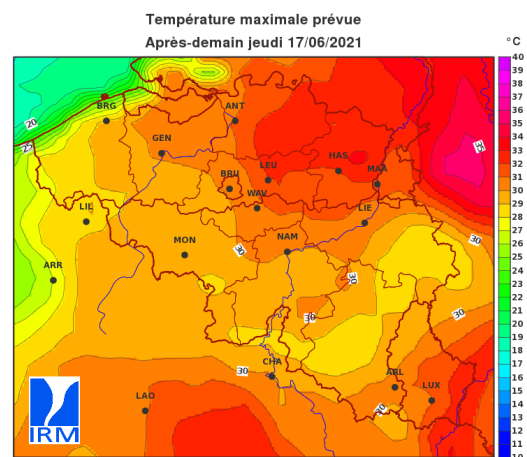 Température maximale prévue
Après-demain jeudi 17/06/2021
°C
40
39
38
37
36
35
34
33
32
31
30
29
28
27
26
25
24
23
22
21
20
19
18
17
16
15
14
13
12
11
10
BRG
ANT
20
25
GEN
35
HAS
LEU
BRU
MAA
WAV
LIL
LIE
MON
NAM
30
30
ARR
30
30
30
CHA
30
ARL
LUX
LAO
30
IRM